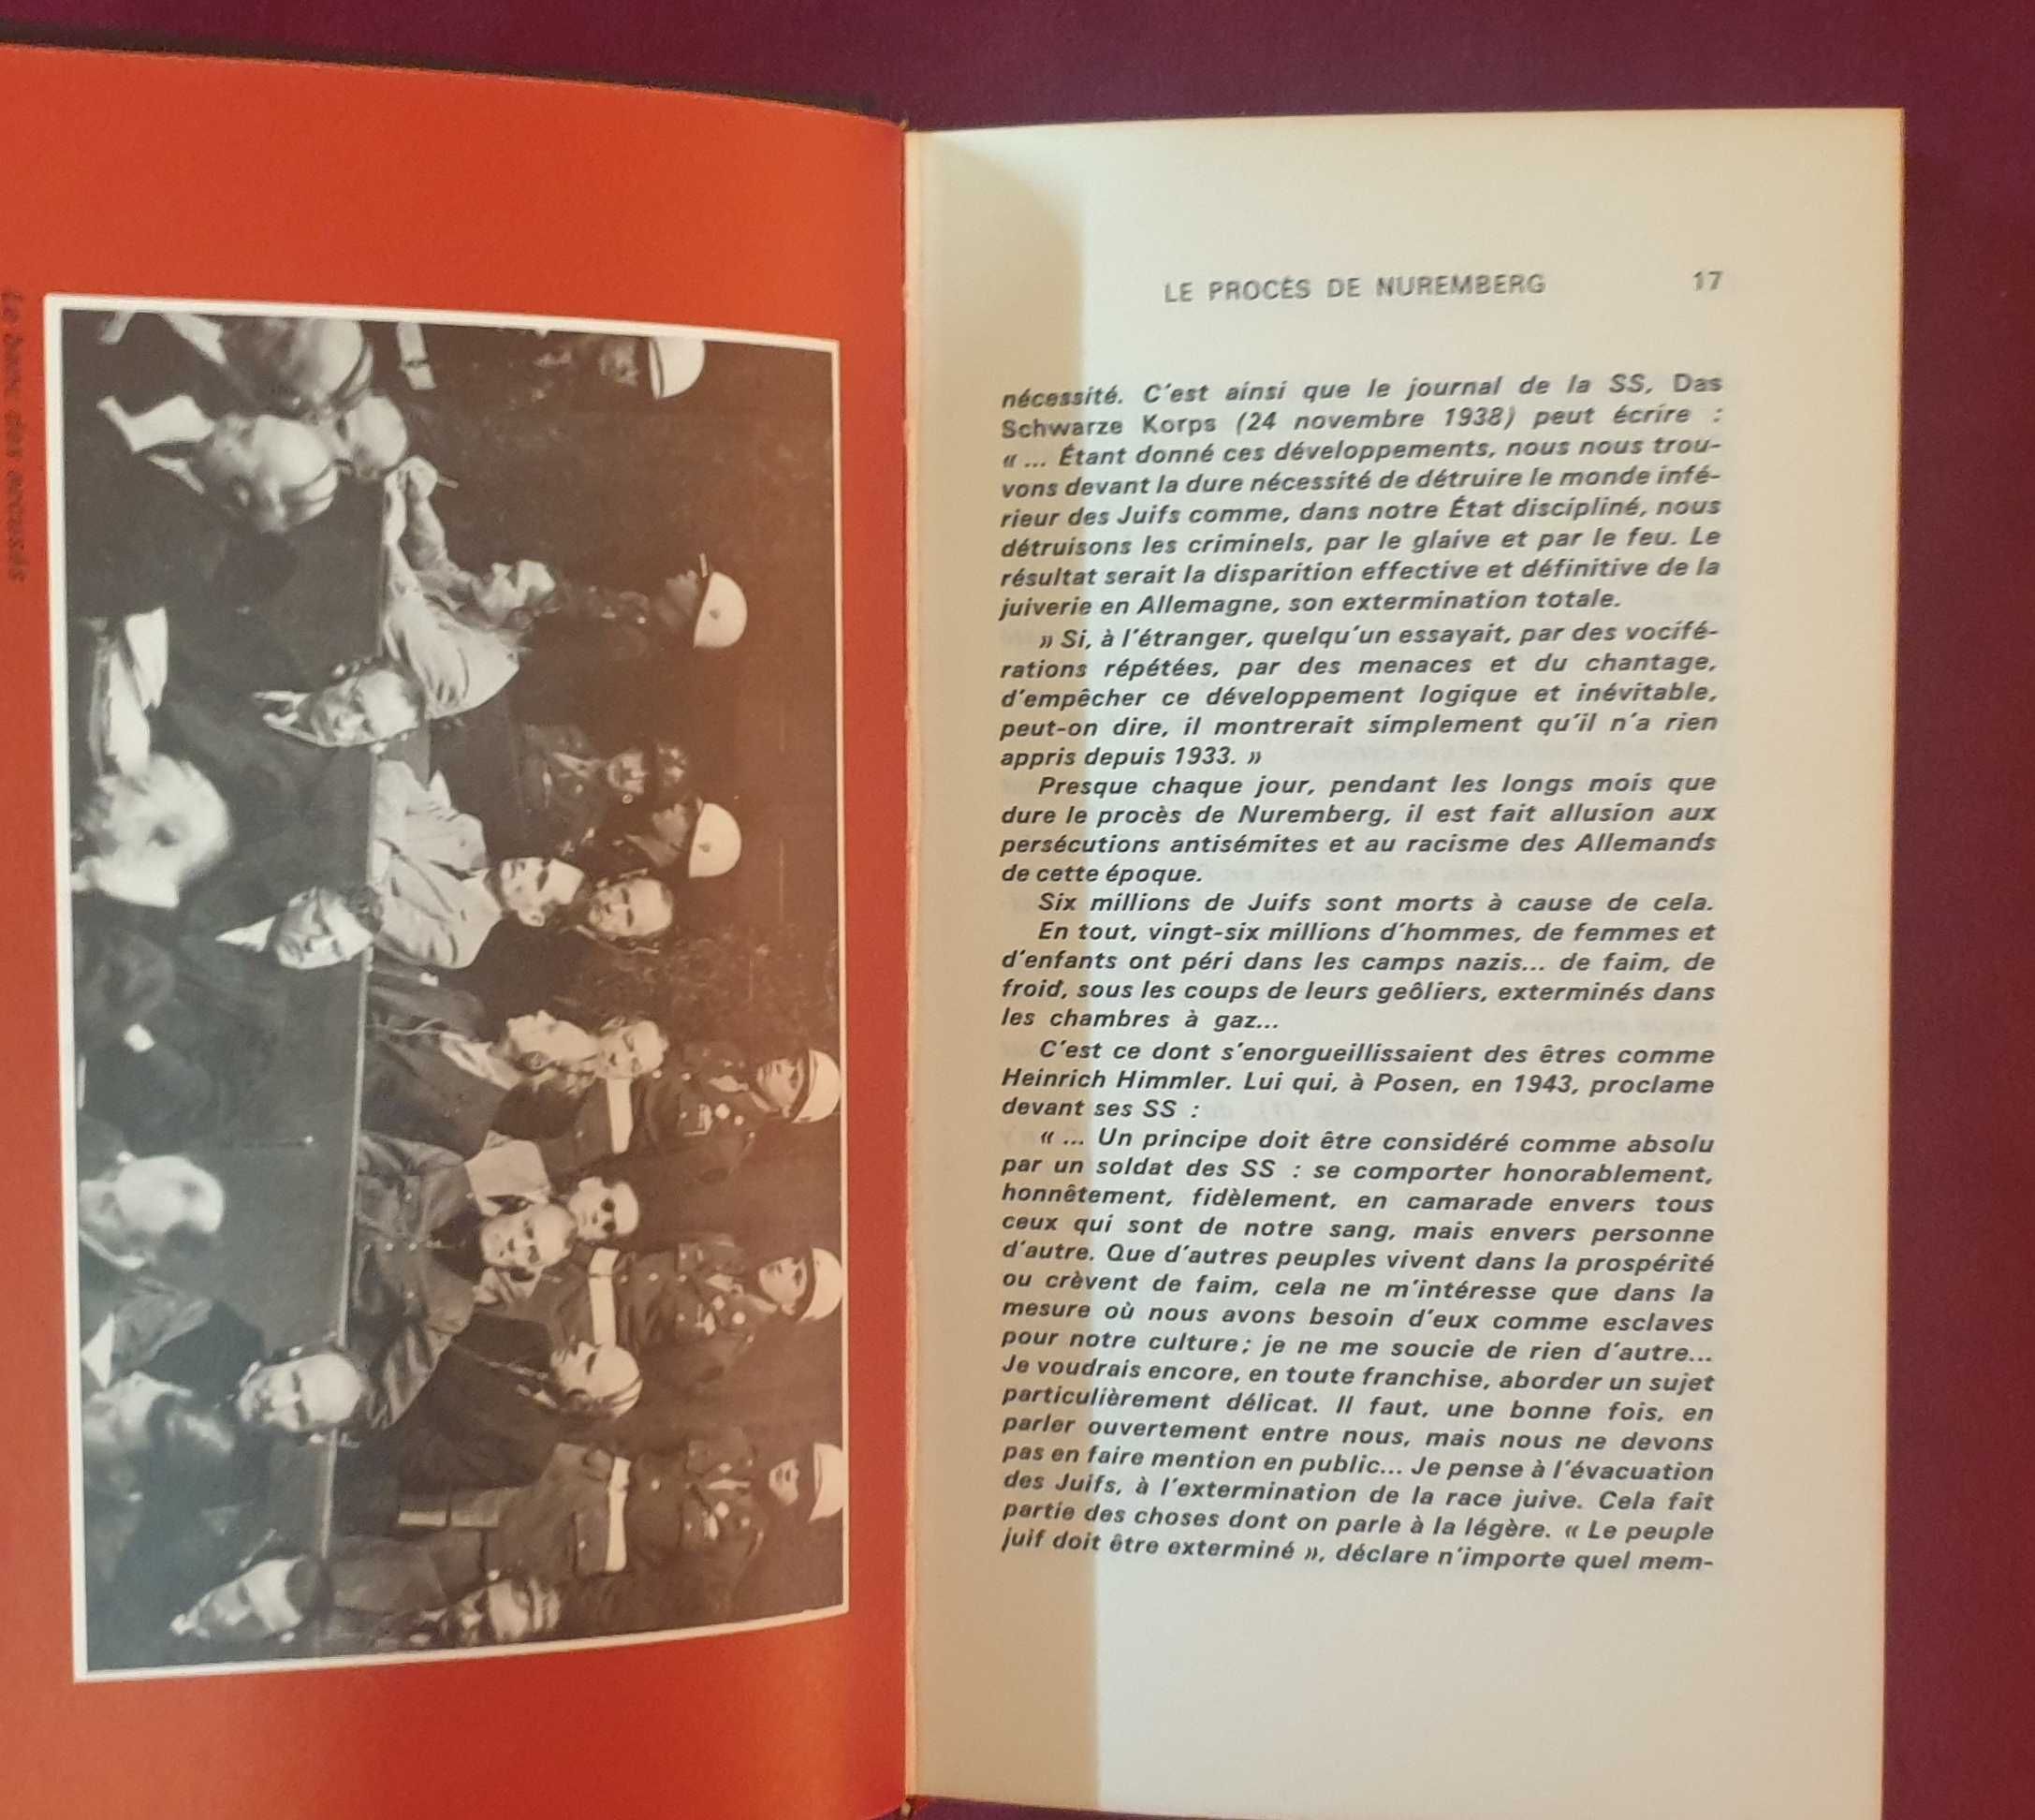 Le banc des accusés
LE PROCÈS DE NUREMBERG 17
nécessité. C'est ainsi que le journal de la SS, Das
Schwarze Korps (24 novembre 1938) peut écrire :
« ... Étant donné ces développements, nous nous trou-
vons devant la dure nécessité de détruire le monde infé-
rieur des Juifs comme, dans notre État discipliné, nous
détruisons les criminels, par le glaive et par le feu. Le
résultat serait la disparition effective et définitive de la
juiverie en Allemagne, son extermination totale.
» Si, à l'étranger, quelqu'un essayait, par des vocifé-
rations répétées, par des menaces et du chantage,
d'empêcher ce développement logique et inévitable,
peut-on dire, il montrerait simplement qu'il n'a rien
appris depuis 1933. »
Presque chaque jour, pendant les longs mois que
dure le procès de Nuremberg, il est fait allusion aux
persécutions antisémites et au racisme des Allemands
de cette époque.
Six millions de Juifs sont morts à cause de cela.
En tout, vingt-six millions d'hommes, de femmes et
d'enfants ont péri dans les camps nazis... de faim, de
froid, sous les coups de leurs geôliers, exterminés dans
les chambres à gaz...
C'est ce dont s'enorgueillissaient des êtres comme
Heinrich Himmler. Lui qui, à Posen, en 1943, proclame
devant ses SS :
« ... Un principe doit être considéré comme absolu
par un soldat des SS : se comporter honorablement,
honnêtement, fidèlement, en camarade envers tous
ceux qui sont de notre sang, mais envers personne
d'autre. Que d'autres peuples vivent dans la prospérité
ou crèvent de faim, cela ne m'intéresse que dans la
mesure où nous avons besoin d'eux comme esclaves
pour notre culture; je ne me soucie de rien d'autre...
Je voudrais encore, en toute franchise, aborder un sujet
particulièrement délicat. Il faut, une bonne fois, en
parler ouvertement entre nous, mais nous ne devons
pas en faire mention en public... Je pense à l'évacuation
des Juifs, à l'extermination de la race juive. Cela fait
partie des choses dont on parle à la légère. « Le peuple
juif doit être exterminé », déclare n'importe quel mem-